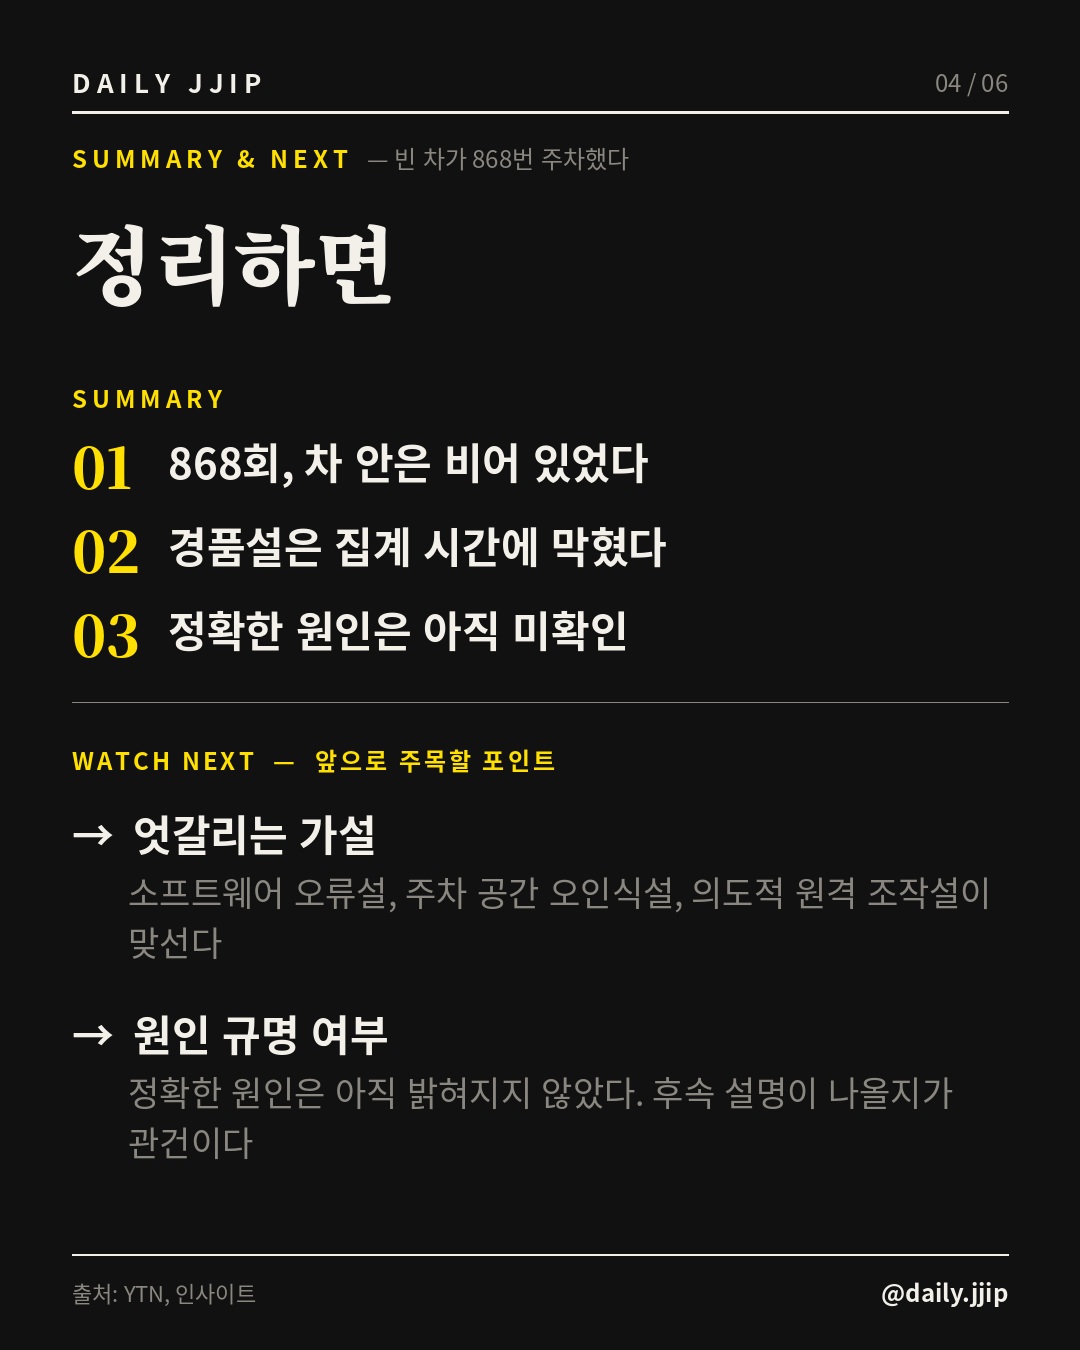 DAILY JJIP
04 / 06
SUMMARY & NEXT — 빈 차가 868번 주차했다
정리하면
SUMMARY
01 868회, 차 안은 비어 있었다
02 경품설은 집계 시간에 막혔다
03 정확한 원인은 아직 미확인
WATCH NEXT — 앞으로 주목할 포인트
→ 엇갈리는 가설
소프트웨어 오류설, 주차 공간 오인식설, 의도적 원격 조작설이
맞선다
→ 원인 규명 여부
정확한 원인은 아직 밝혀지지 않았다. 후속 설명이 나올지가
관건이다
출처: YTN, 인사이트
@daily.jjip